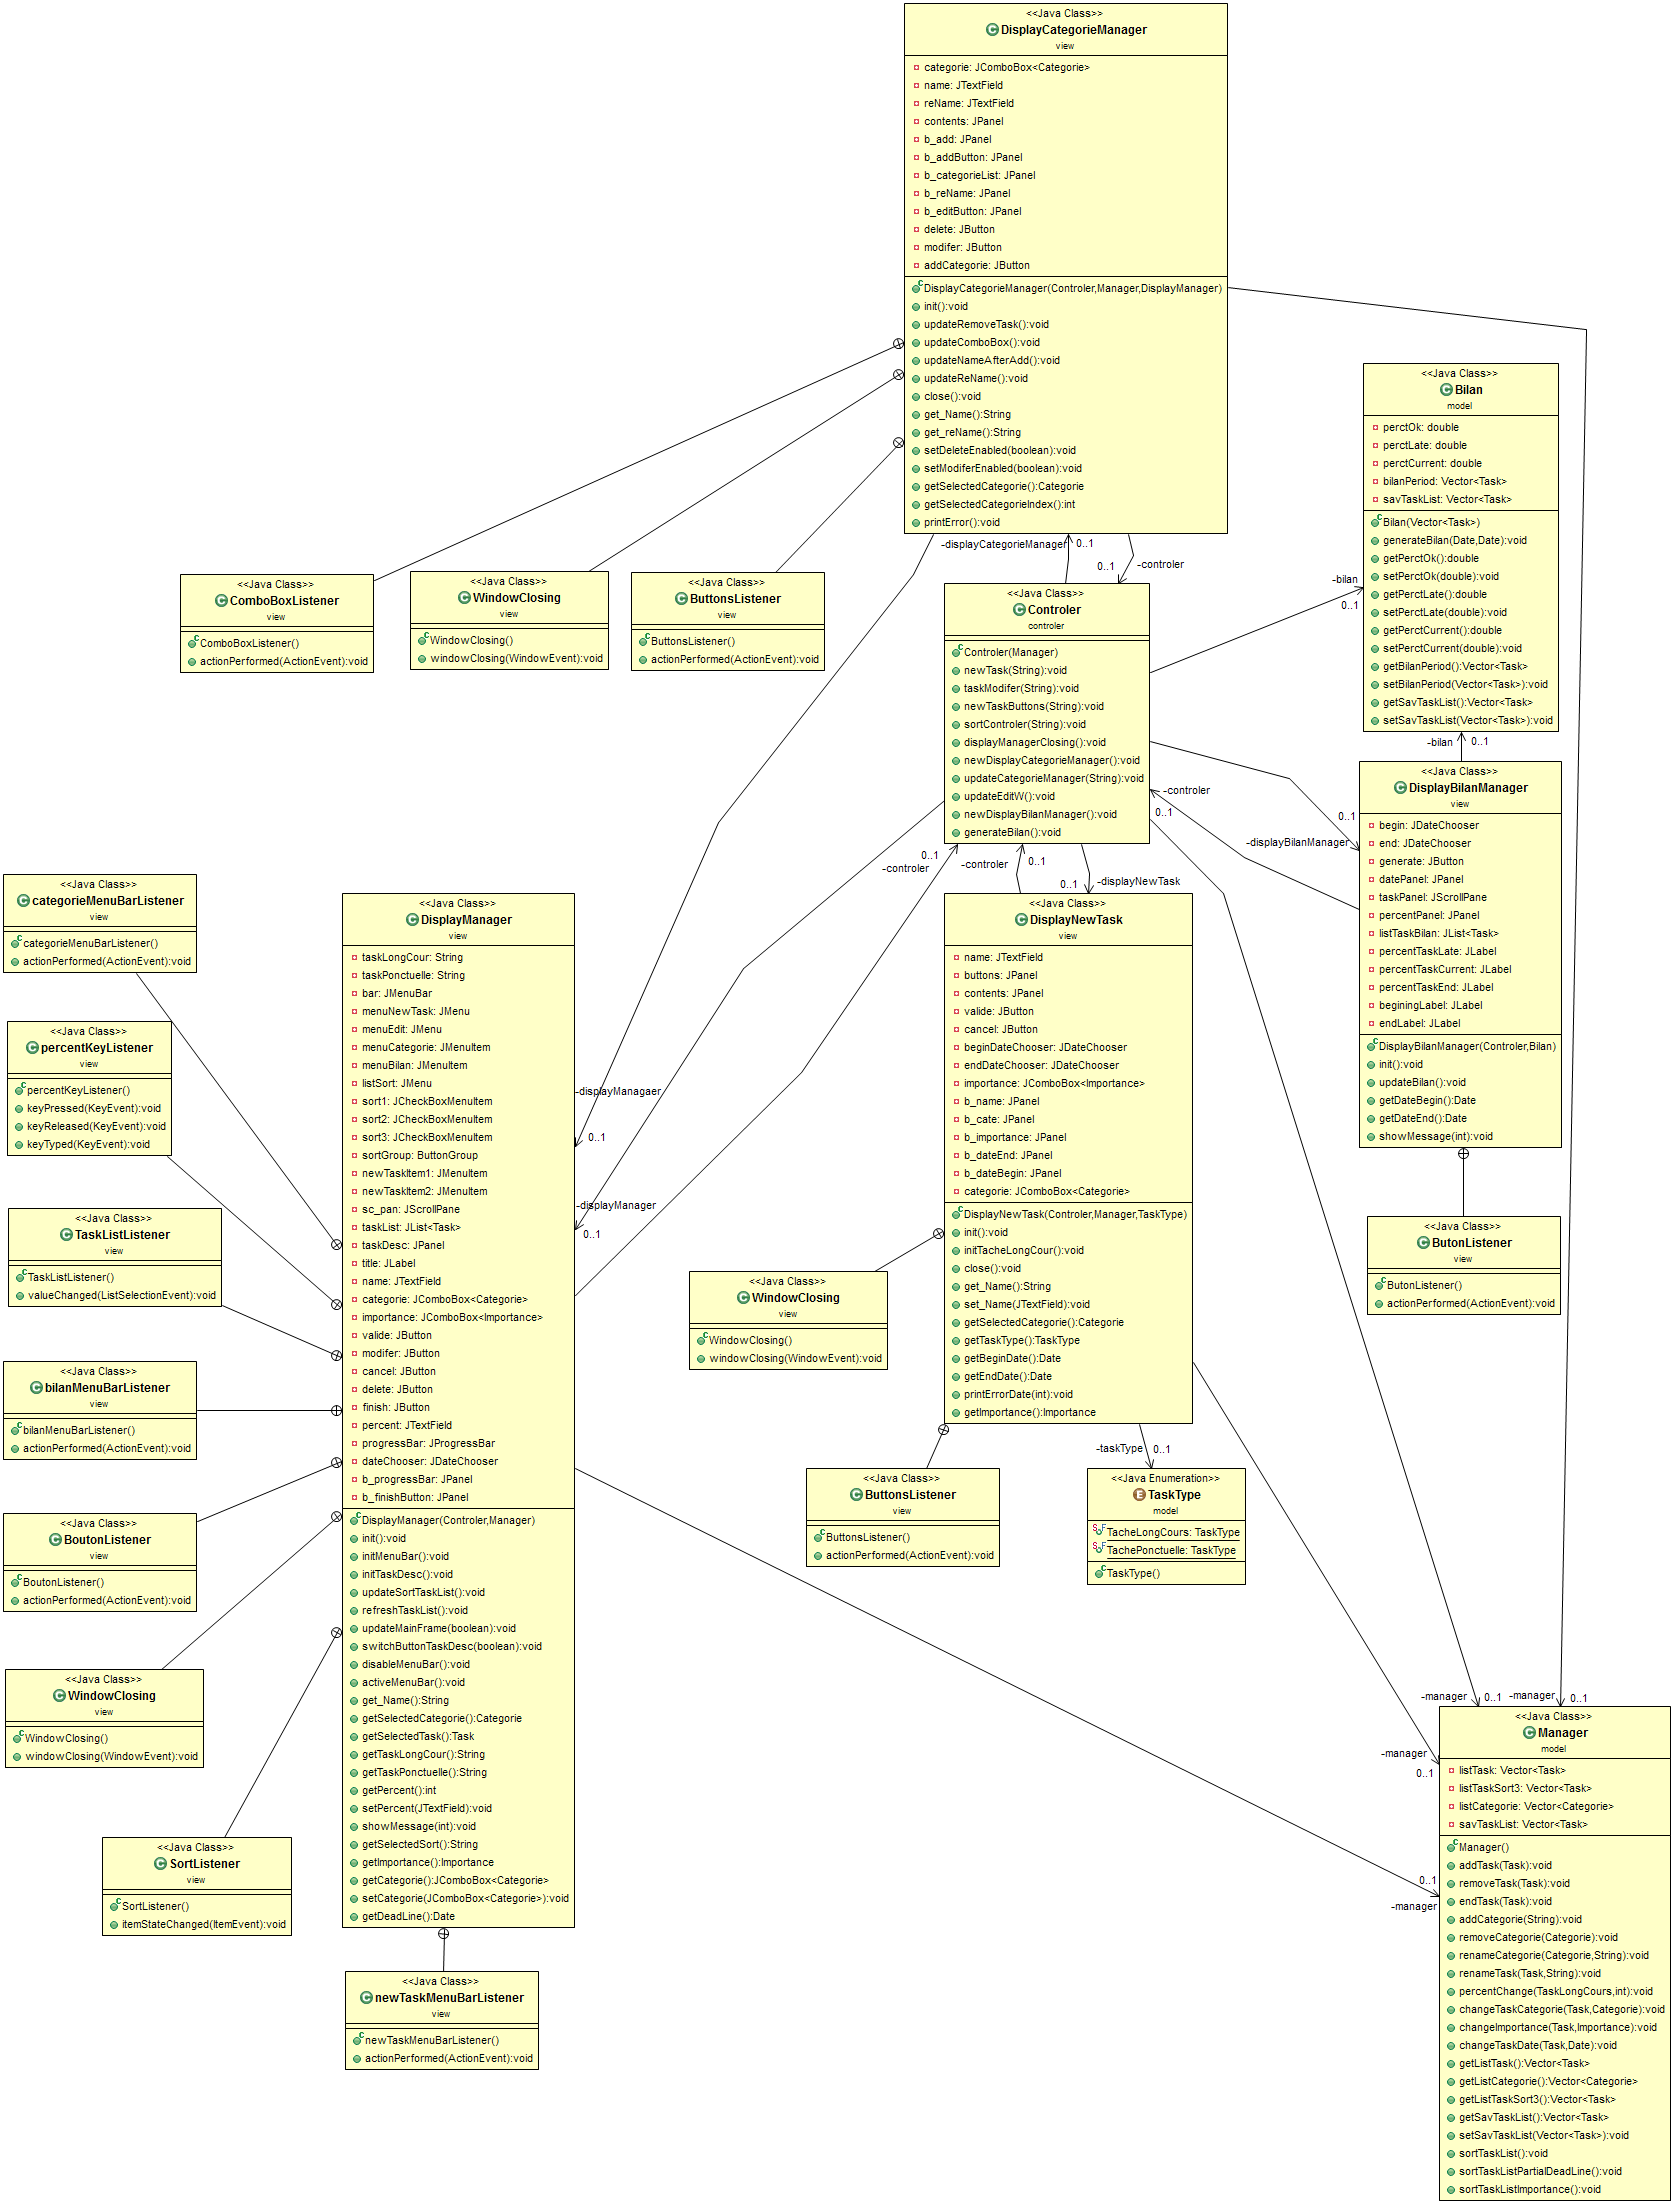 <<Java Class>>
DisplayCategorieManager
view
categorie: JComboBox<Categorie>
name: JTextField
reName: JTextField
contents: JPanel
b_add: JPanel
b_addButton: JPanel
b_categorieList: JPanel
b_reName: JPanel
b_editButton: JPanel
delete: JButton
modifer: JButton
addCategorie: JButton
DisplayCategorieManager(Controler,Manager,DisplayManager)
init():void
updateRemoveTask():void
updateComboBox():void
updateNameAfterAdd():void
updateReName():void
close():void
get_Name():String
get_reName():String
setDeleteEnabled(boolean):void
setModiferEnabled(boolean):void
getSelectedCategorie():Categorie
getSelectedCategorieIndex():int
printError():void
<<Java Class>>
Bilan
model
perctOk: double
perctLate: double
perctCurrent: double
bilanPeriod: Vector<Task>
savTaskList: Vector<Task>
Bilan(Vector<Task>)
generateBilan(Date,Date):void
getPerctOk():double
setPerctOk(double):void
getPerctLate():double
setPerctLate(double):void
getPerctCurrent():double
setPerctCurrent(double):void
getBilanPeriod():Vector<Task>
setBilanPeriod(Vector<Task>):void
getSavTaskList():Vector<Task>
setSavTaskList(Vector<Task>):void
-displayCategorieManager
0..1
-controler
0..1
-bilan
0..1
-bilan
0..1
<<Java Class>>
ComboBoxListener
view
ComboBoxListener()
actionPerformed(ActionEvent):void
<<Java Class>>
WindowClosing
view
WindowClosing()
windowClosing(WindowEvent):void
<<Java Class>>
ButtonsListener
view
ButtonsListener()
actionPerformed(ActionEvent):void
<<Java Class>>
Controler
controler
Controler(Manager)
newTask(String):void
taskModifer(String):void
newTaskButtons(String):void
sortControler(String):void
displayManagerClosing():void
newDisplayCategorieManager():void
updateCategorieManager(String):void
updateEditW():void
newDisplayBilanManager():void
generateBilan():void
-controler
0..1
0..1
-displayBilanManager
0..1
-controler
-controler
0..1
0..1
-displayNewTask
<<Java Class>>
DisplayBilanManager
view
begin: JDateChooser
end: JDateChooser
generate: JButton
datePanel: JPanel
taskPanel: JScrollPane
percentPanel: JPanel
listTaskBilan: JList<Task>
percentTaskLate: JLabel
percentTaskCurrent: JLabel
percentTaskEnd: JLabel
beginingLabel: JLabel
endLabel: JLabel
DisplayBilanManager(Controler,Bilan)
init():void
updateBilan():void
getDateBegin():Date
getDateEnd():Date
showMessage(int):void
<<Java Class>>
ButonListener
view
ButonListener()
actionPerformed(ActionEvent):void
<<Java Class>>
categorieMenuBarListener
view
categorieMenuBarListener()
actionPerformed(ActionEvent):void
<<Java Class>>
percentKeyListener
view
percentKeyListener()
keyPressed(KeyEvent):void
keyReleased(KeyEvent):void
keyTyped(KeyEvent):void
<<Java Class>>
TaskListListener
view
TaskListListener()
valueChanged(ListSelectionEvent):void
<<Java Class>>
bilanMenuBarListener
view
bilanMenuBarListener()
actionPerformed(ActionEvent):void
<<Java Class>>
BoutonListener
view
BoutonListener()
actionPerformed(ActionEvent):void
<<Java Class>>
WindowClosing
view
WindowClosing()
windowClosing(WindowEvent):void
<<Java Class>>
SortListener
view
SortListener()
itemStateChanged(ItemEvent):void
<<Java Class>>
DisplayManager
view
taskLongCour: String
taskPonctuelle: String
bar: JMenuBar
menuNewTask: JMenu
menuEdit: JMenu
menuCategorie: JMenuItem
menuBilan: JMenuItem
listSort: JMenu
sort1: JCheckBoxMenuItem
sort2: JCheckBoxMenuItem
sort3: JCheckBoxMenuItem
sortGroup: ButtonGroup
newTaskItem1: JMenuItem
newTaskItem2: JMenuItem
sc_pan: JScrollPane
taskList: JList<Task>
taskDesc: JPanel
title: JLabel
name: JTextField
categorie: JComboBox<Categorie>
importance: JComboBox<Importance>
valide: JButton
modifer: JButton
cancel: JButton
delete: JButton
finish: JButton
percent: JTextField
progressBar: JProgressBar
dateChooser: JDateChooser
b_progressBar: JPanel
b_finishButton: JPanel
DisplayManager(Controler,Manager)
init():void
initMenuBar():void
initTaskDesc():void
updateSortTaskList():void
refreshTaskList():void
updateMainFrame(boolean):void
switchButtonTaskDesc(boolean):void
disableMenuBar():void
activeMenuBar():void
get_Name():String
getSelectedCategorie():Categorie
getSelectedTask():Task
getTaskLongCour():String
getTaskPonctuelle():String
getPercent():int
setPercent(JTextField):void
showMessage(int):void
getSelectedSort():String
getImportance():Importance
getCategorie():JComboBox<Categorie>
setCategorie(JComboBox<Categorie>):void
getDeadLine():Date
-displayManagaer
0..1
-displayManager
0..1
<<Java Class>>
newTaskMenuBarListener
view
newTaskMenuBarListener()
actionPerformed(ActionEvent):void
<<Java Class>>
DisplayNewTask
view
name: JTextField
buttons: JPanel
contents: JPanel
valide: JButton
cancel: JButton
beginDateChooser: JDateChooser
endDateChooser: JDateChooser
importance: JComboBox<Importance>
b_name: JPanel
b_cate: JPanel
b_importance: JPanel
b_dateEnd: JPanel
b_dateBegin: JPanel
categorie: JComboBox<Categorie>
DisplayNewTask(Controler,Manager,TaskType)
init():void
initTacheLongCour():void
close():void
get_Name():String
set_Name(JTextField):void
getSelectedCategorie():Categorie
getTaskType():TaskType
getBeginDate():Date
getEndDate():Date
printErrorDate(int):void
getImportance():Importance
<<Java Class>>
WindowClosing
view
WindowClosing()
windowClosing(WindowEvent):void
-taskType
0..1
<<Java Class>>
ButtonsListener
view
ButtonsListener()
actionPerformed(ActionEvent):void
<<Java Enumeration>>
TaskType
model
TacheLongCours: TaskType
TachePonctuelle: TaskType
TaskType()
-manager
0..1
-manager
0..1
-manager
0..1
0..1
-manager
<<Java Class>>
Manager
model
listTask: Vector<Task>
listTaskSort3: Vector<Task>
listCategorie: Vector<Categorie>
savTaskList: Vector<Task>
Manager()
addTask(Task):void
removeTask(Task):void
endTask(Task):void
addCategorie(String):void
removeCategorie(Categorie):void
renameCategorie(Categorie,String):void
renameTask(Task,String):void
percentChange(TaskLongCours,int):void
changeTaskCategorie(Task,Categorie):void
changeImportance(Task,Importance):void
changeTaskDate(Task,Date):void
getListTask():Vector<Task>
getListCategorie():Vector<Categorie>
getListTaskSort3():Vector<Task>
getSavTaskList():Vector<Task>
setSavTaskList(Vector<Task>):void
sortTaskList():void
sortTaskListPartialDeadLine():void
sortTaskListImportance():void